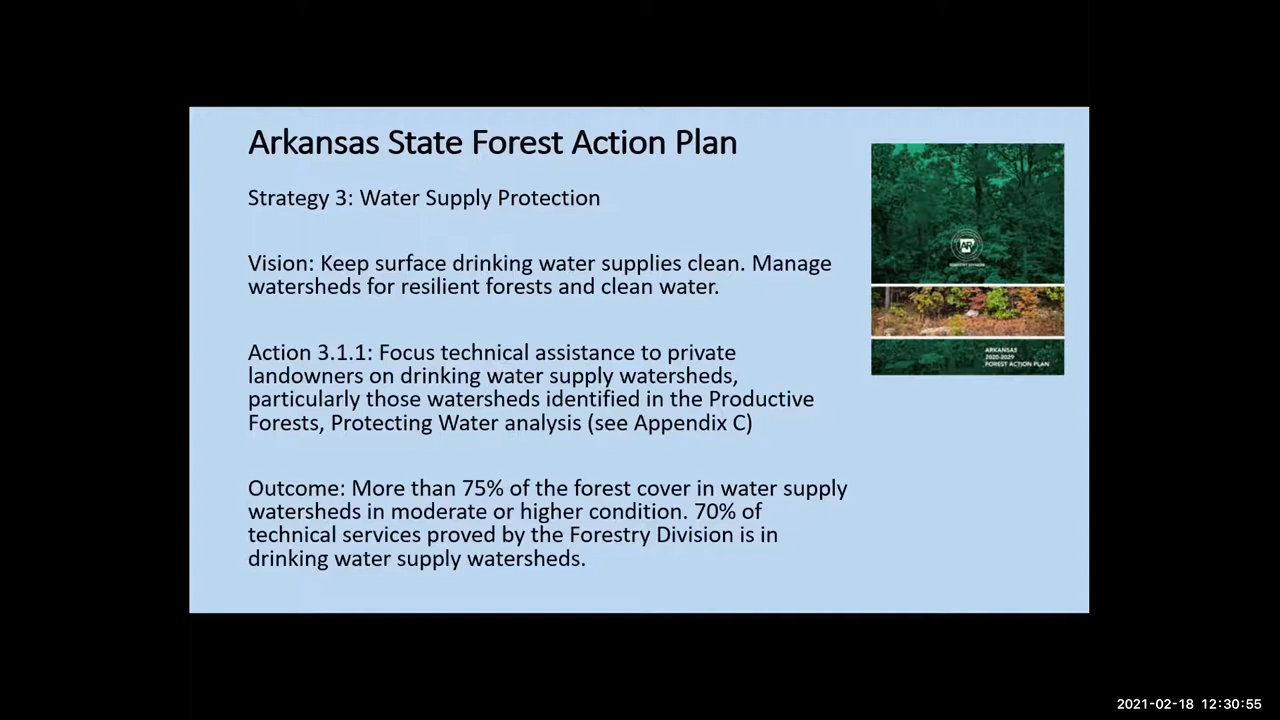 Arkansas State Forest Action Plan
Strategy 3: Water Supply Protection
Vision: Keep surface drinking water supplies clean. Manage
watersheds for resilient forests and clean water.
Action 3.1.1: Focus technical assistance to private
landowners on drinking water supply watersheds,
particularly those watersheds identified in the Productive
Forests, Protecting Water analysis (see Appendix C)
Outcome: More than 75% of the forest cover in water supply
watersheds in moderate or higher condition. 70% of
technical services proved by the Forestry Division is in
drinking water supply watersheds.
AR
FORESTRY DIVISION
ARKANSAS
2020-2029
FOREST ACTION PLAN
2021-02-18 12:30:55